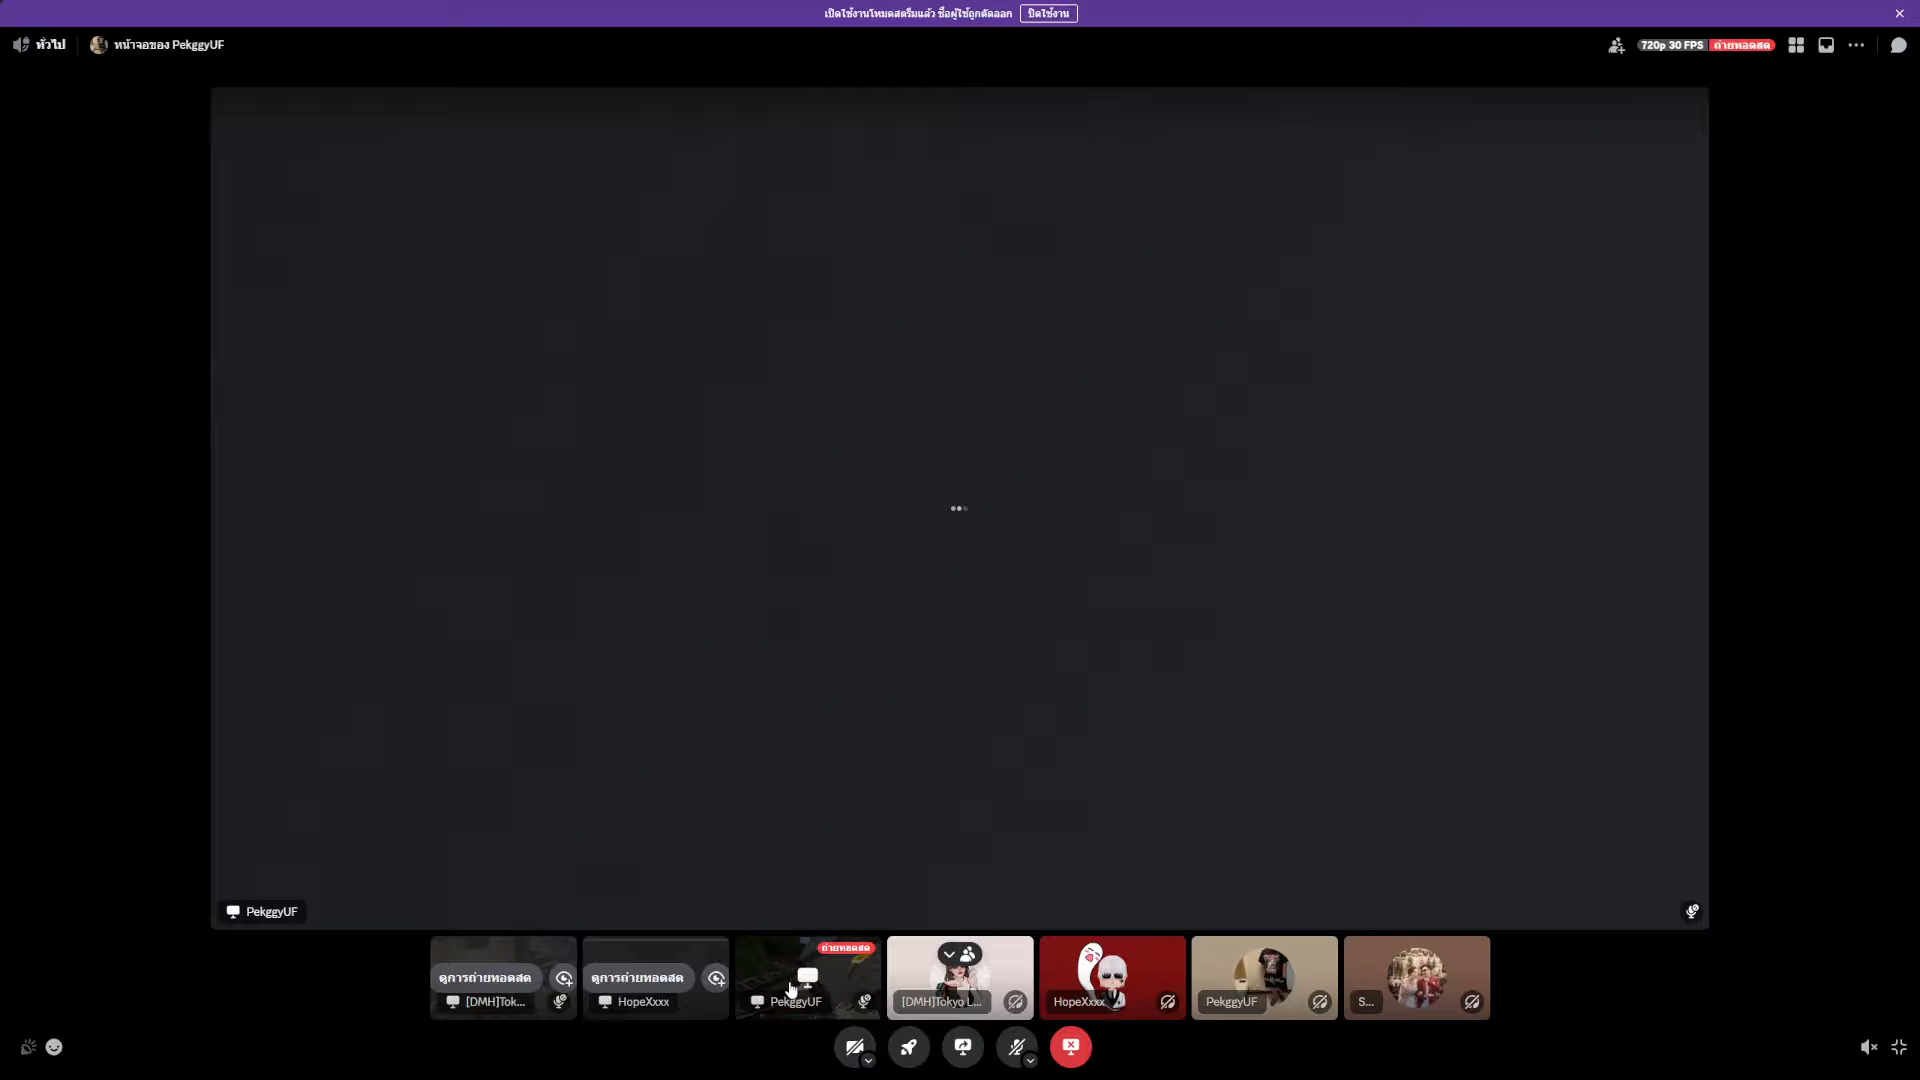 เปิดใช้งานโหมดสตรีมแล้ว ชื่อผู้ใช้ถูกตัดออก
ปิดใช้งาน
ทั่วไป
หน้าจอของ PekggyUF
720p 30 FPS
ถ่ายทอดสด
PekggyUF
ถ่ายทอดสด
ดูการถ่ายทอดสด
ดูการถ่ายทอดสด
[DMH]Tok...
HopeXxxx
PekggyUF
[DMH]Tokyo L...
HopeXxxx
PekggyUF
S...